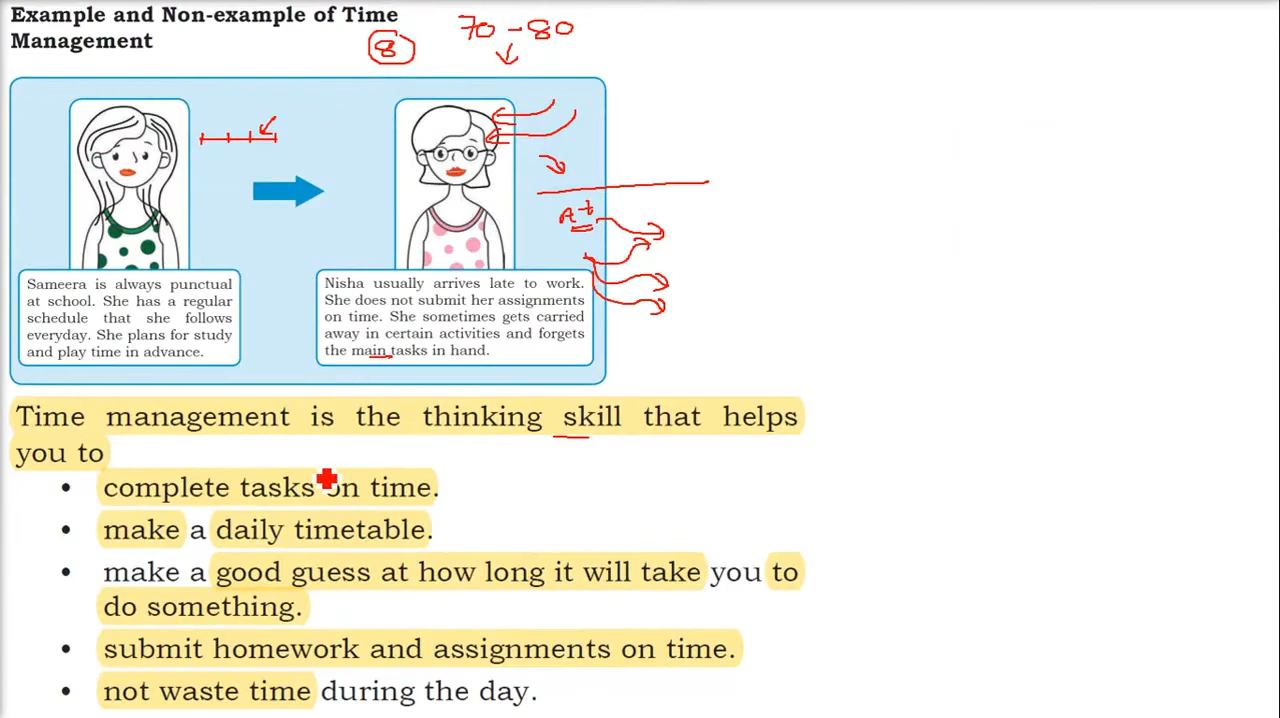 Example and Non-example of Time
Management
8
70 - 80
Sameera is always punctual
at school. She has a regular
schedule that she follows
everyday. She plans for study
and play time in advance.
Nisha usually arrives late to work.
She does not submit her assignments
on time. She sometimes gets carried
away in certain activities and forgets
the main tasks in hand.
At
Time management is the thinking skill that helps
you to
• complete tasks on time.
• make a daily timetable.
• make a good guess at how long it will take you to
do something.
• submit homework and assignments on time.
• not waste time during the day.